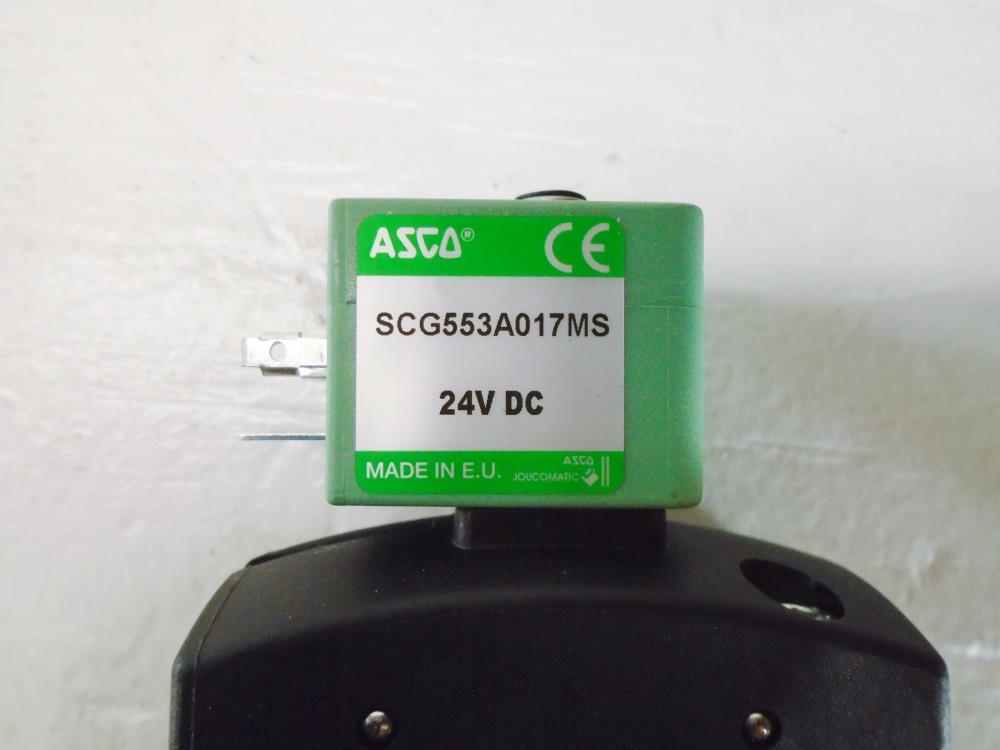 ASCO® CE
SCG553A017MS
24V DC
MADE IN E.U.
ASCO
JOUCOMATIC